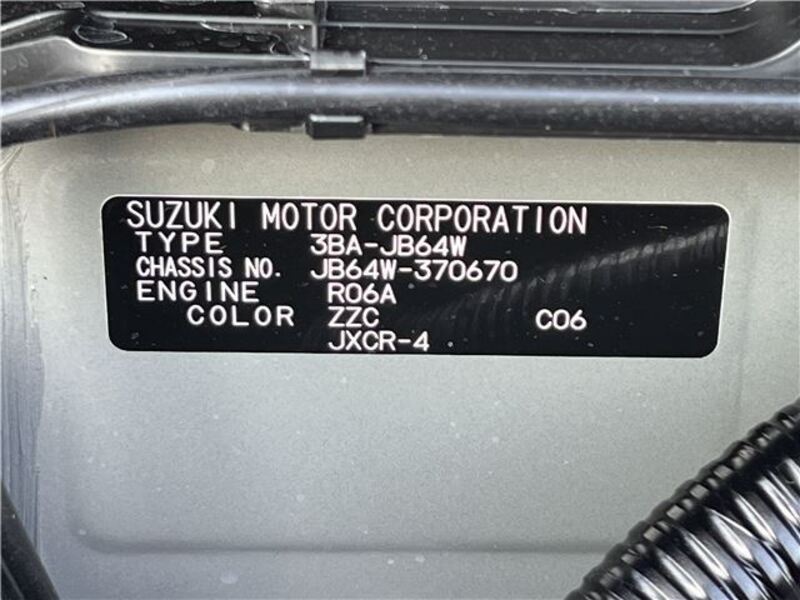 SUZUKI MOTOR CORPORATION
TYPE 3BA-JB64W
CHASSIS NO. JB64W-370670
ENGINE R06A
COLOR ZZC C06
JXCR-4